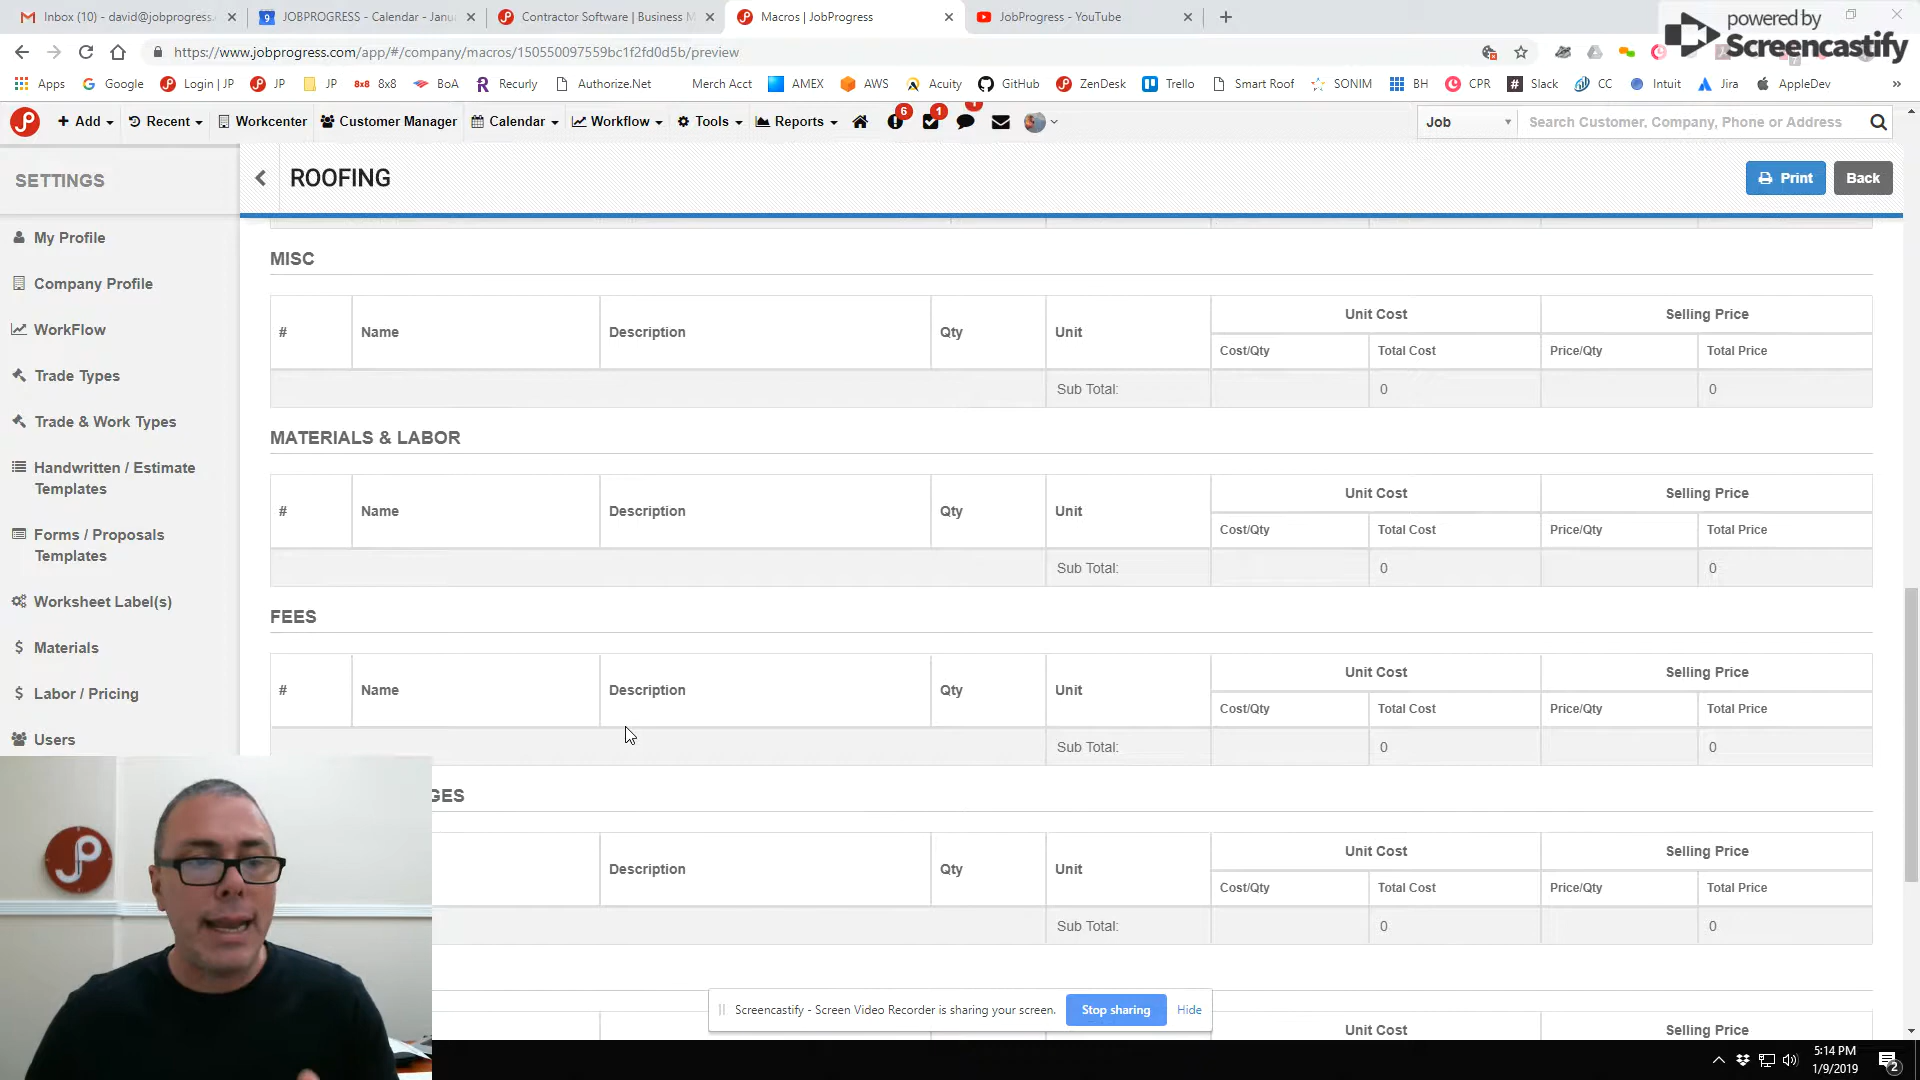 Inbox (10) - david@jobprogress.
JOBPROGRESS - Calendar - Janu
Contractor Software | Business M
Macros | JobProgress
JobProgress - YouTube
powered by
Screencastify
https://www.jobprogress.com/app/#/company/macros/150550097559bc1f2fd0d5b/preview
Apps Google Login | JP JP JP 8x8 8x8 BoA Recurly Authorize.Net Merch Acct AMEX AWS Acuity GitHub ZenDesk Trello Smart Roof SONIM BH CPR Slack CC Intuit Jira AppleDev »
Add Recent Workcenter Customer Manager Calendar Workflow Tools Reports 6 1 1 Job Search Customer, Company, Phone or Address
SETTINGS
ROOFING
Print
Back
My Profile
Company Profile
WorkFlow
Trade Types
Trade & Work Types
Handwritten / Estimate
Templates
Forms / Proposals
Templates
Worksheet Label(s)
Materials
Labor / Pricing
Users
MISC
# Name Description Qty Unit Unit Cost Selling Price
Cost/Qty Total Cost Price/Qty Total Price
Sub Total: 0 0
MATERIALS & LABOR
# Name Description Qty Unit Unit Cost Selling Price
Cost/Qty Total Cost Price/Qty Total Price
Sub Total: 0 0
FEES
# Name Description Qty Unit Unit Cost Selling Price
Cost/Qty Total Cost Price/Qty Total Price
Sub Total: 0 0
GES
Description Qty Unit Unit Cost Selling Price
Cost/Qty Total Cost Price/Qty Total Price
Sub Total: 0 0
Unit Cost Selling Price
Screencastify - Screen Video Recorder is sharing your screen.
Stop sharing
Hide
5:14 PM
1/9/2019
2